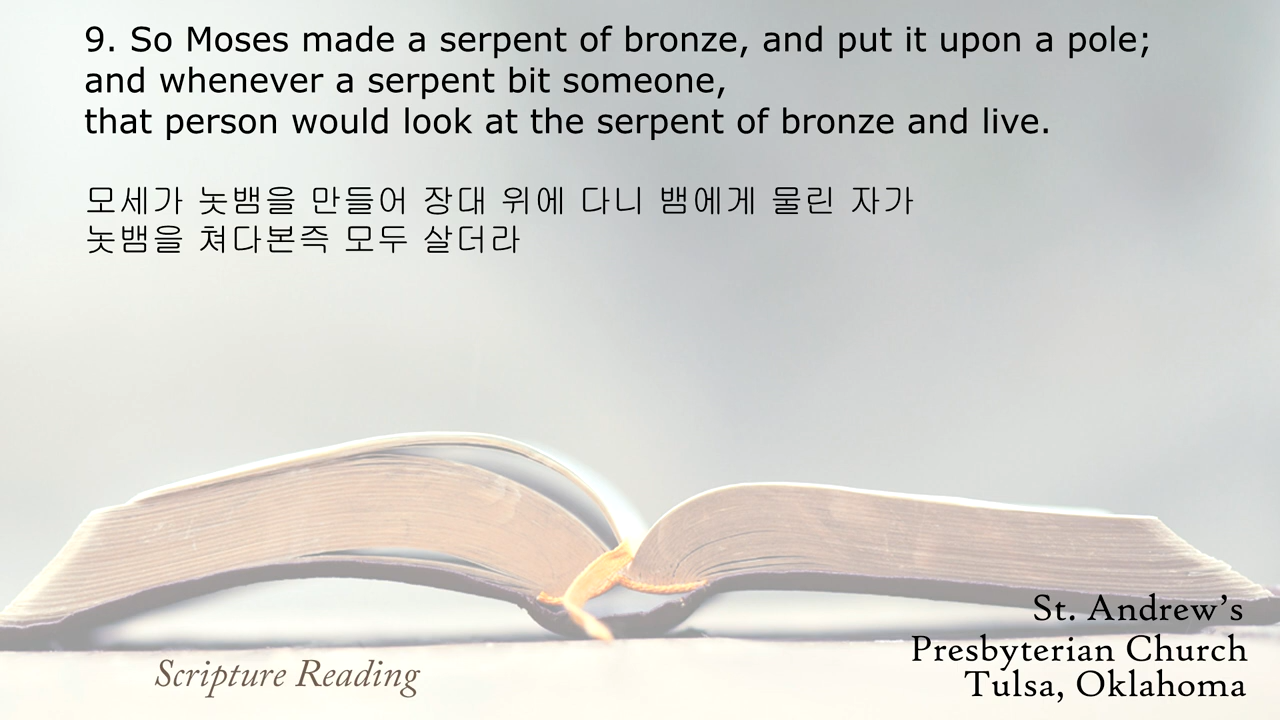 9. So Moses made a serpent of bronze, and put it upon a pole;
and whenever a serpent bit someone,
that person would look at the serpent of bronze and live.
모세가 놋뱀을 만들어 장대 위에 다니 뱀에게 물린 자가
놋뱀을 쳐다본즉 모두 살더라
Scripture Reading
St. Andrew’s
Presbyterian Church
Tulsa, Oklahoma